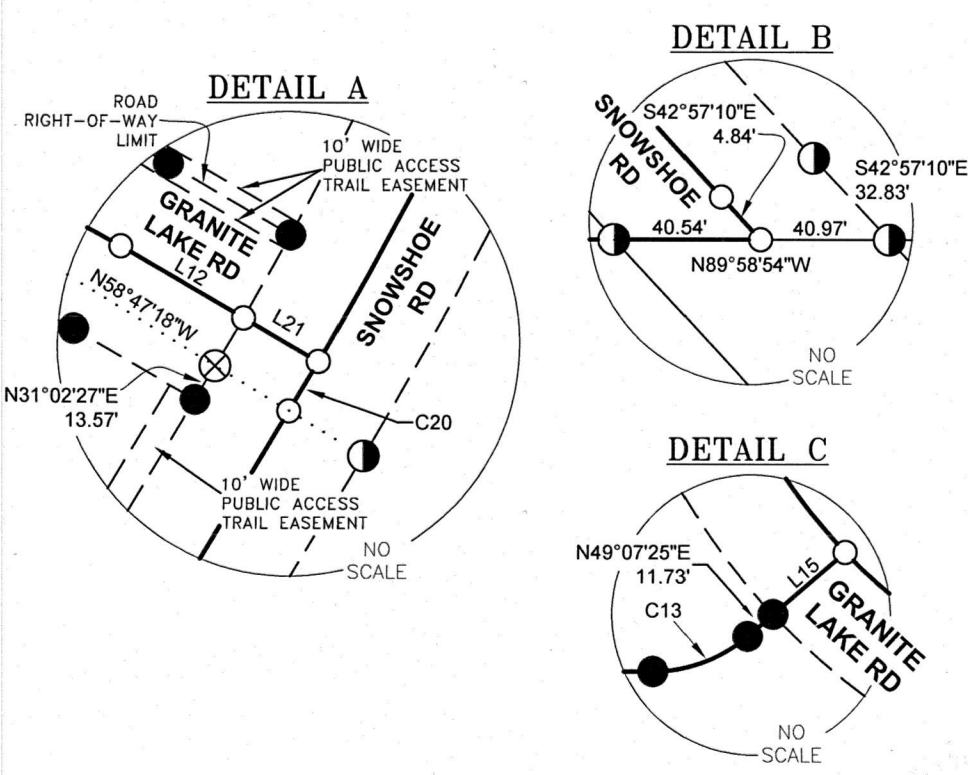 DETAIL A
ROAD
RIGHT-OF-WAY
LIMIT
10' WIDE
PUBLIC ACCESS
TRAIL EASEMENT
GRANITE
LAKE RD
L12
L21
SNOWSHOE
RD
N58°47'18"W
N31°02'27"E
13.57'
C20
10' WIDE
PUBLIC ACCESS
TRAIL EASEMENT
NO
SCALE
DETAIL B
SNOWSHOE
RD
S42°57'10"E
4.84'
S42°57'10"E
32.83'
40.54'
40.97'
N89°58'54"W
NO
SCALE
DETAIL C
N49°07'25"E
11.73'
C13
L15
GRANITE
LAKE RD
NO
SCALE